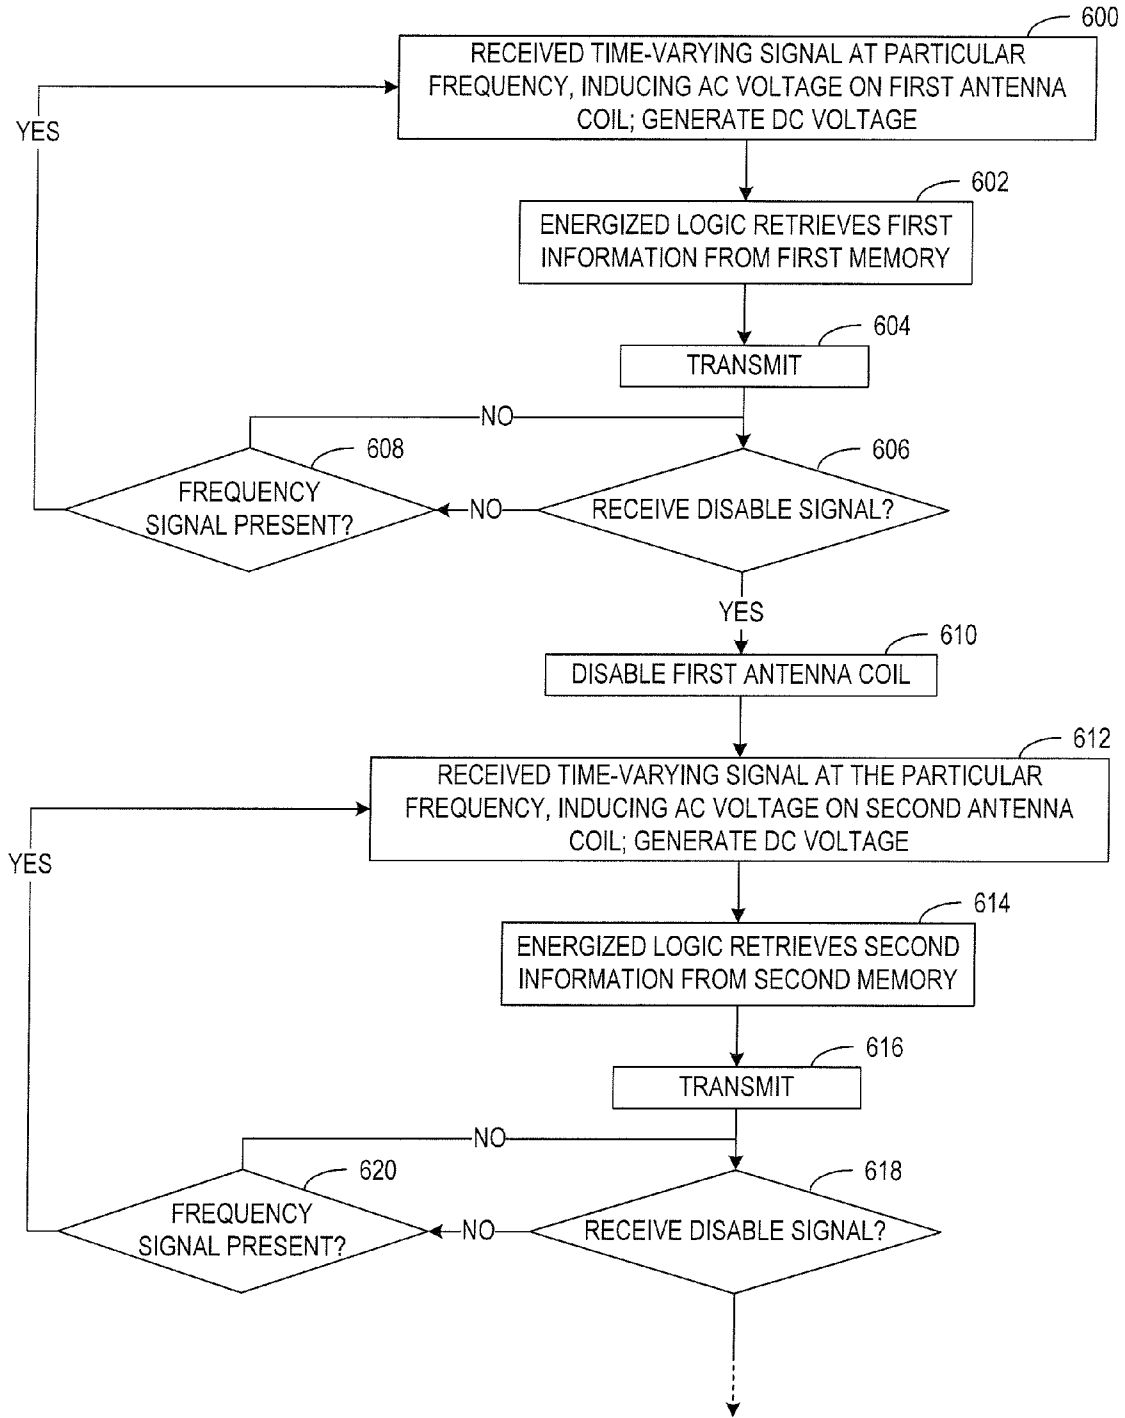 600
RECEIVED TIME-VARYING SIGNAL AT PARTICULAR
FREQUENCY, INDUCING AC VOLTAGE ON FIRST ANTENNA
COIL; GENERATE DC VOLTAGE
YES
602
ENERGIZED LOGIC RETRIEVES FIRST
INFORMATION FROM FIRST MEMORY
604
TRANSMIT
NO
608
606
FREQUENCY
SIGNAL PRESENT?
NO
RECEIVE DISABLE SIGNAL?
YES
610
DISABLE FIRST ANTENNA COIL
612
RECEIVED TIME-VARYING SIGNAL AT THE PARTICULAR
FREQUENCY, INDUCING AC VOLTAGE ON SECOND ANTENNA
COIL; GENERATE DC VOLTAGE
YES
614
ENERGIZED LOGIC RETRIEVES SECOND
INFORMATION FROM SECOND MEMORY
616
TRANSMIT
NO
620
618
FREQUENCY
SIGNAL PRESENT?
NO
RECEIVE DISABLE SIGNAL?